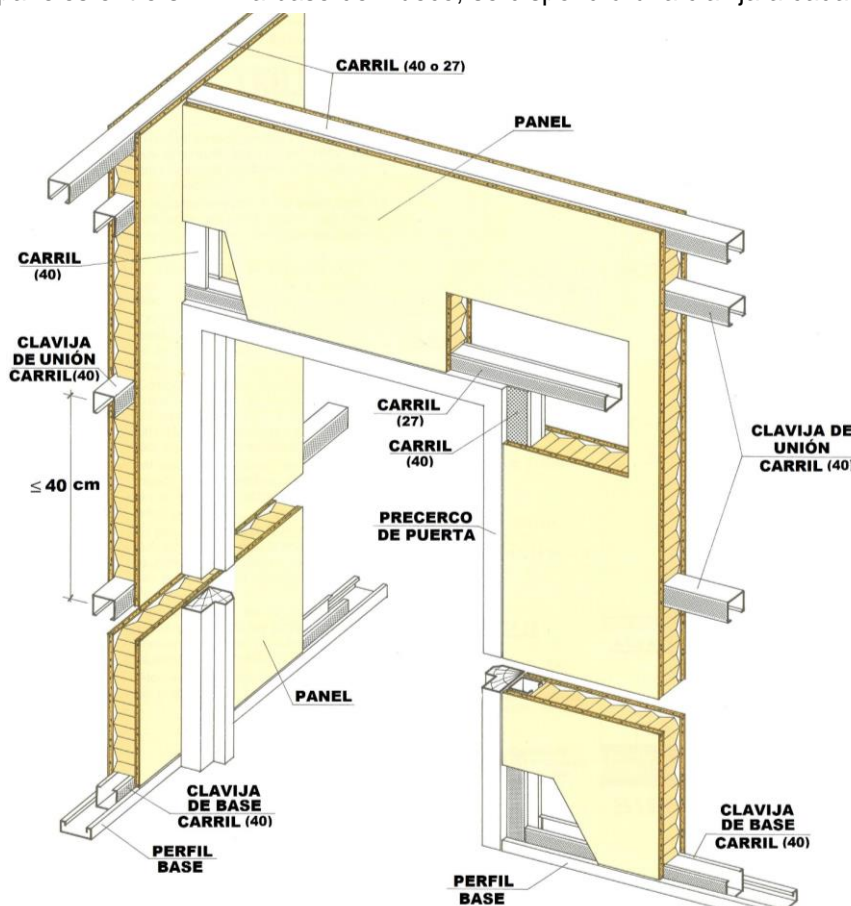 CARRIL (40 o 27)
PANEL
CARRIL
(40)
CLAVIJA
DE UNIÓN
CARRIL(40)
CARRIL
(27)
CARRIL
(40)
CLAVIJA DE
UNIÓN
CARRIL (40)
≤ 40 cm
PRECERCO
DE PUERTA
PANEL
CLAVIJA
DE BASE
CARRIL (40)
PERFIL
BASE
CLAVIJA
DE BASE
CARRIL (40)
PERFIL
BASE